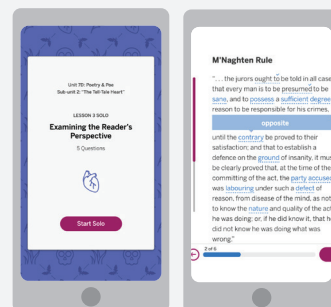 Unit 7D: Poetry & Poe
Sub-unit 2: "The Tell-Tale Heart"
LESSON 3 SOLO
Examining the Reader's
Perspective
5 Questions
Start Solo
M'Naghten Rule
"... the jurors ought to be told in all case
that every man is to be presumed to be
sane, and to possess a sufficient degree
reason to be responsible for his crimes,
opposite
until the contrary be proved to their
satisfaction; and that to establish a
defence on the ground of insanity, it mus
be clearly proved that, at the time of the
committing of the act, the party accused
was labouring under such a defect of
reason, from disease of the mind, as not
to know the nature and quality of the act
he was doing; or, if he did know it, that he
did not know he was doing what was
wrong."
2 of 6